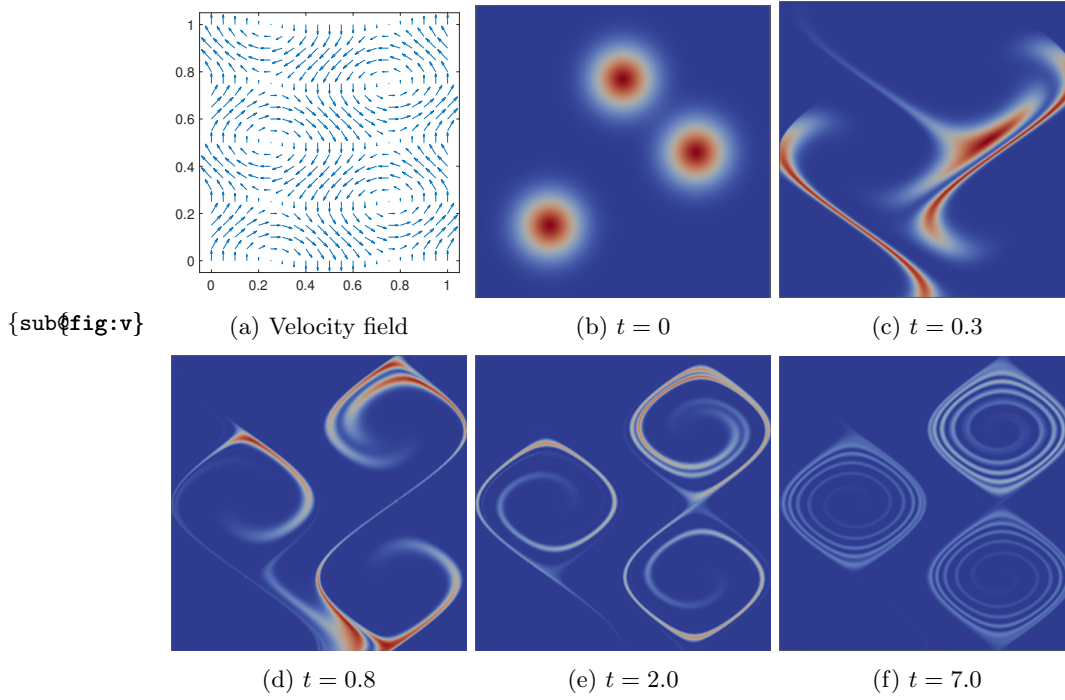 1
0.8
0.6
0.4
0.2
0
0 0.2 0.4 0.6 0.8 1
{sub@fig:v}
(a) Velocity field
(b) t = 0
(c) t = 0.3
(d) t = 0.8
(e) t = 2.0
(f) t = 7.0